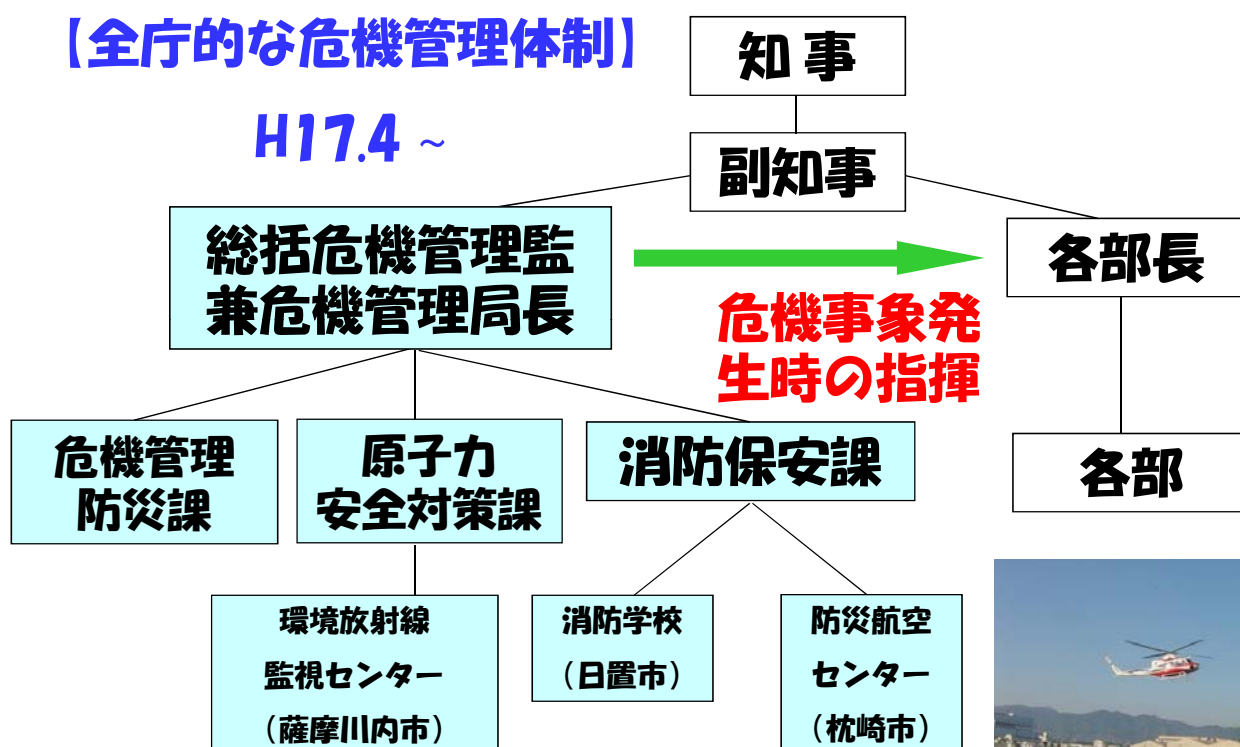 【全庁的な危機管理体制】
H17.4 ~
知 事
副知事
総括危機管理監
兼危機管理局長
各部長
危機事象発
生時の指揮
危機管理
防災課
原子力
安全対策課
消防保安課
各部
環境放射線
監視センター
(薩摩川内市)
消防学校
(日置市)
防災航空
センター
(枕崎市)